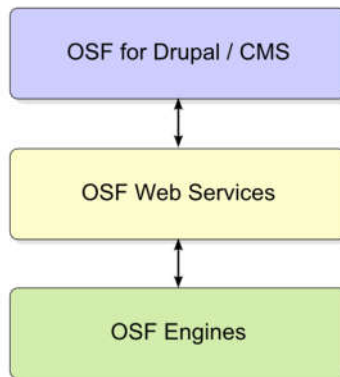 OSF for Drupal / CMS
OSF Web Services
OSF Engines